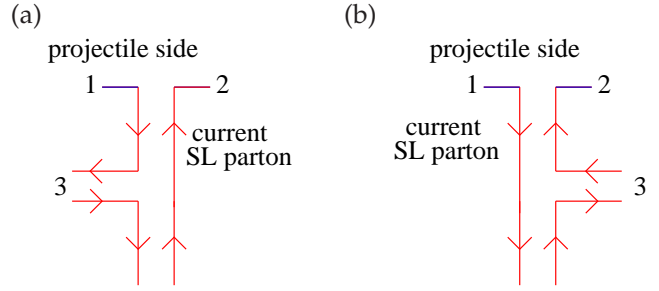 (a)
projectile side
1
2
current
SL parton
3
(b)
projectile side
1
2
current
SL parton
3